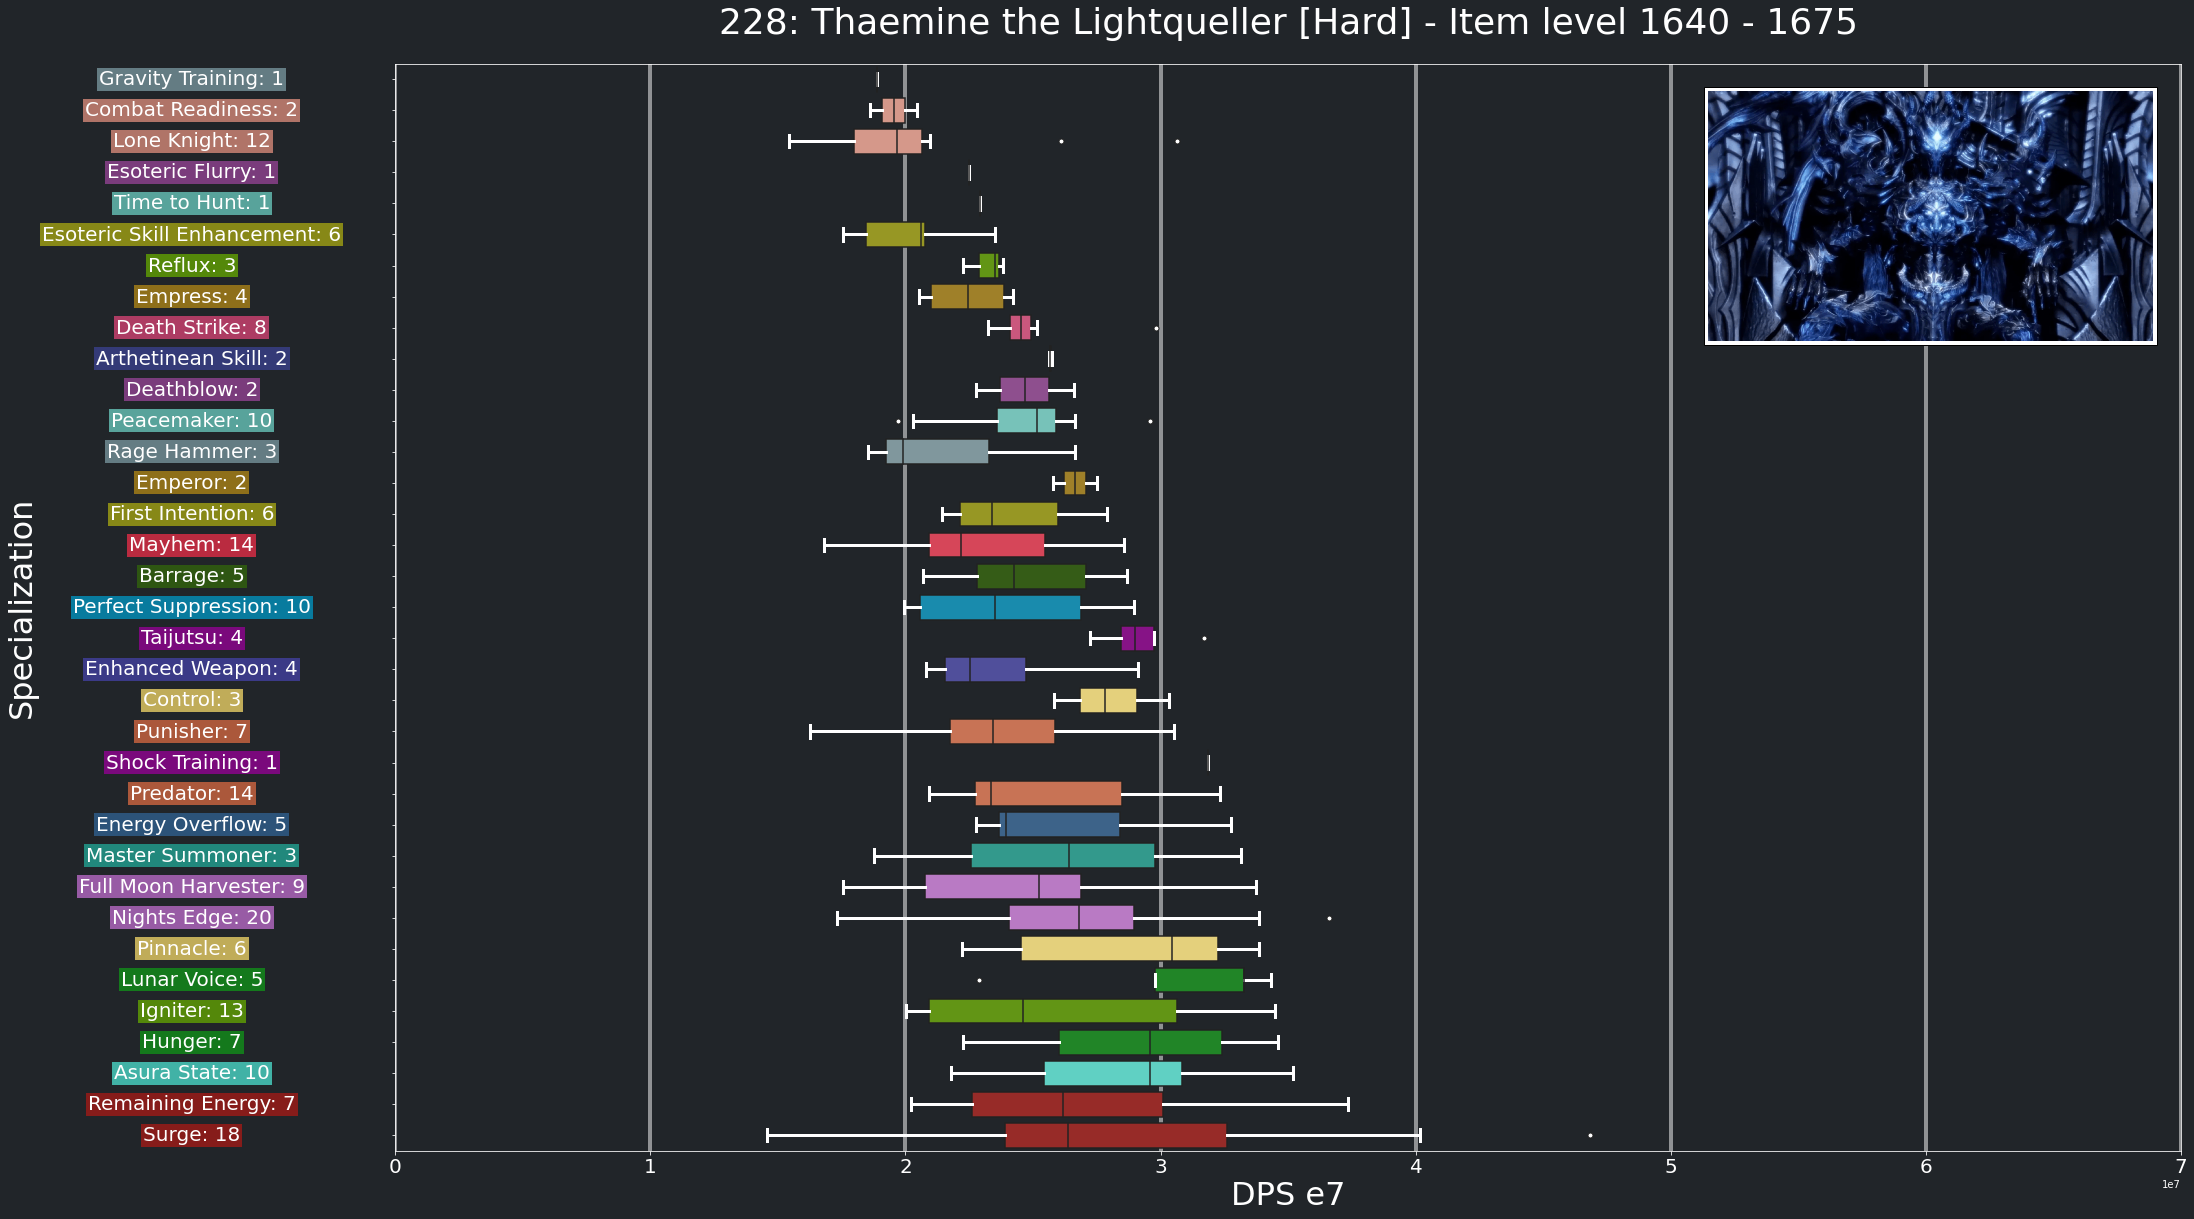 228: Thaemine the Lightqueller [Hard] - Item level 1640 - 1675
Specialization
Gravity Training: 1
Combat Readiness: 2
Lone Knight: 12
Esoteric Flurry: 1
Time to Hunt: 1
Esoteric Skill Enhancement: 6
Reflux: 3
Empress: 4
Death Strike: 8
Arthetinean Skill: 2
Deathblow: 2
Peacemaker: 10
Rage Hammer: 3
Emperor: 2
First Intention: 6
Mayhem: 14
Barrage: 5
Perfect Suppression: 10
Taijutsu: 4
Enhanced Weapon: 4
Control: 3
Punisher: 7
Shock Training: 1
Predator: 14
Energy Overflow: 5
Master Summoner: 3
Full Moon Harvester: 9
Nights Edge: 20
Pinnacle: 6
Lunar Voice: 5
Igniter: 13
Hunger: 7
Asura State: 10
Remaining Energy: 7
Surge: 18
0 1 2 3 4 5 6 7
1e7
DPS e7